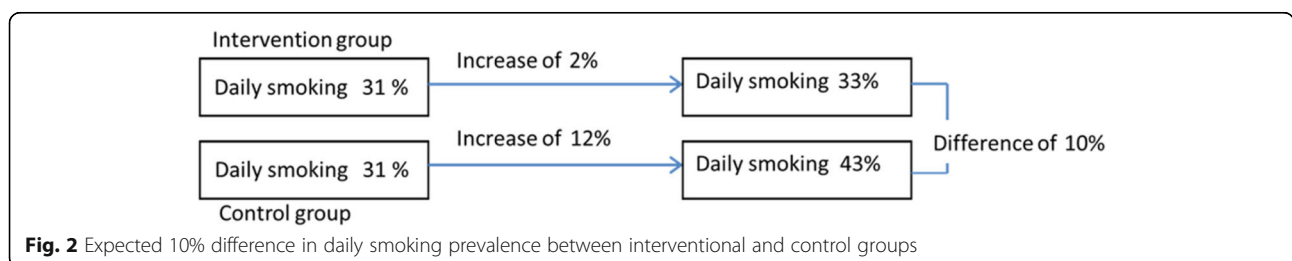 Intervention group
Daily smoking 31 %
Increase of 2%
Daily smoking 33%
Daily smoking 31 %
Increase of 12%
Daily smoking 43%
Difference of 10%
Control group
Fig. 2 Expected 10% difference in daily smoking prevalence between interventional and control groups